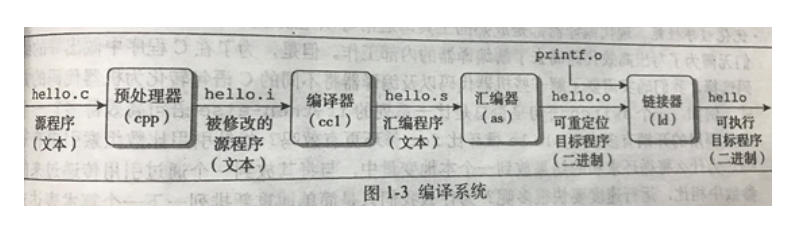 printf.o
hello.c
预处理器
(cpp)
hello.i
编译器
(cc1)
hello.s
汇编器
(as)
hello.o
链接器
(ld)
hello
源程序
(文本)
被修改的
源程序
(文本)
汇编程序
(文本)
可重定位
目标程序
(二进制)
可执行
目标程序
(二进制)
图 1-3 编译系统